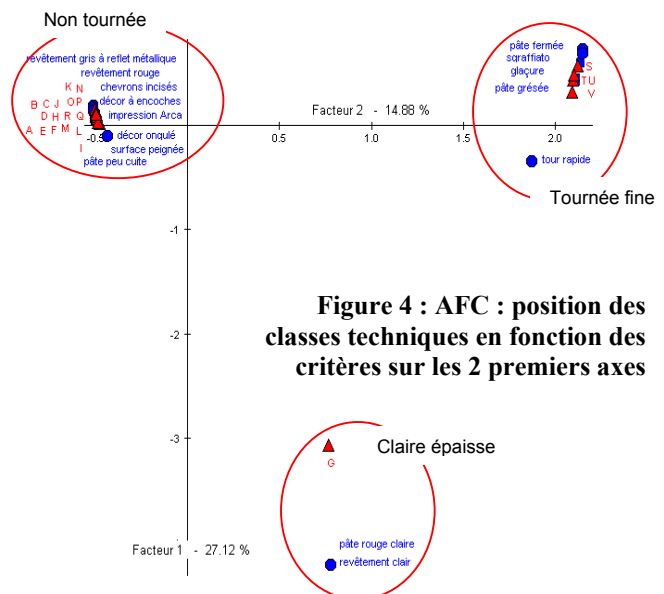 Non tournée
revêtement gris à reflet métallique
revêtement rouge
K N chevrons incisés
B C J O P décor à encoches
D H R Q impression Arca
A E F M L décor ondulé
surface peignée
I
pâte peu cuite
-0.5
Facteur 2 - 14.88 %
0.5
1.0
1.5
2.0
pâte fermée
sgraffiato S
glaçure T U
pâte grésée V
tour rapide
Tournée fine
-1
-2
-3
Figure 4 : AFC : position des
classes techniques en fonction des
critères sur les 2 premiers axes
Claire épaisse
G
pâte rouge claire
Facteur 1 - 27.12 %
revêtement clair